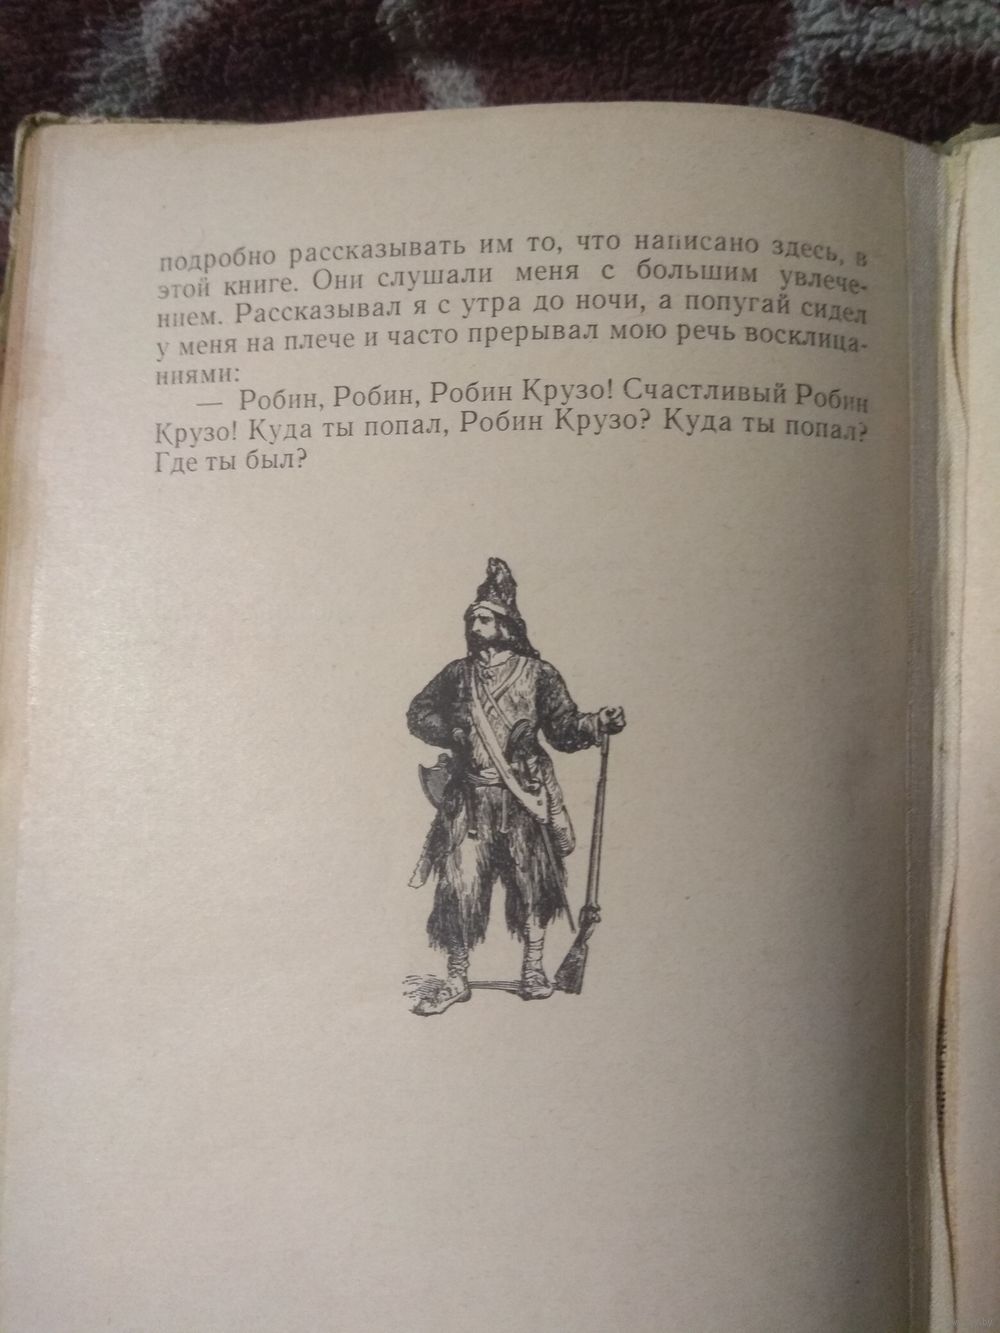 подробно рассказывать им то, что написано здесь, в
этой книге. Они слушали меня с большим увлече-
нием. Рассказывал я с утра до ночи, а попугай сидел
у меня на плече и часто прерывал мою речь восклица-
ниями:
— Робин, Робин, Робин Крузо! Счастливый Робин
Крузо! Куда ты попал, Робин Крузо? Куда ты попал?
Где ты был?